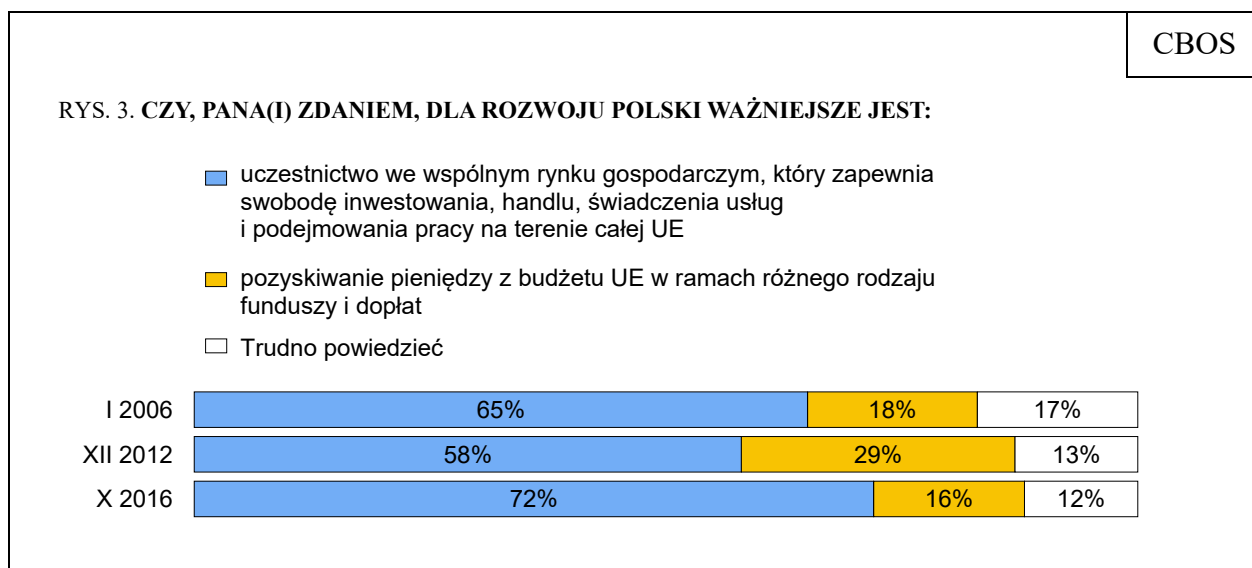 CBOS
RYS. 3. CZY, PANA(I) ZDANIEM, DLA ROZWOJU POLSKI WAŻNIEJSZE JEST:
uczestnictwo we wspólnym rynku gospodarczym, który zapewnia
swobodę inwestowania, handlu, świadczenia usług
i podejmowania pracy na terenie całej UE
pozyskiwanie pieniędzy z budżetu UE w ramach różnego rodzaju
funduszy i dopłat
Trudno powiedzieć
I 2006 65% 18% 17%
XII 2012 58% 29% 13%
X 2016 72% 16% 12%